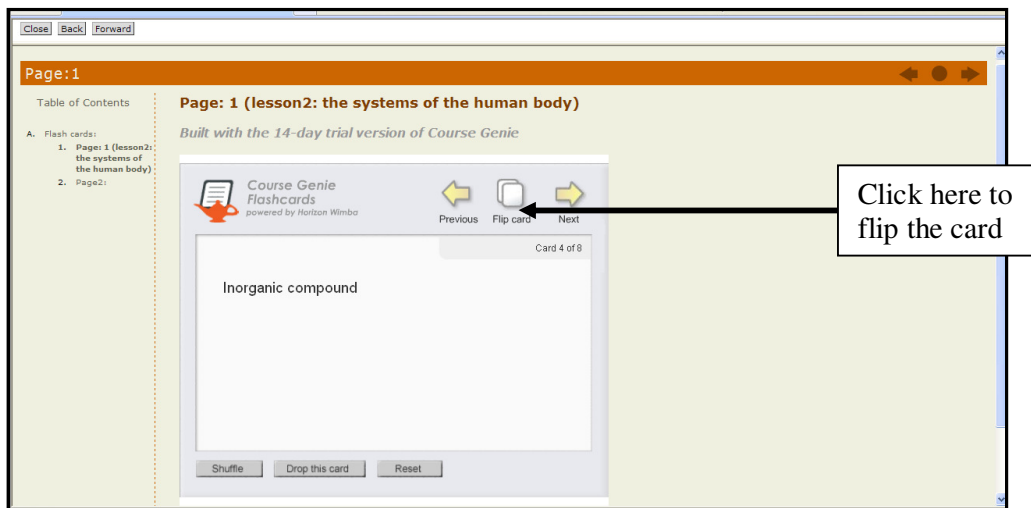 Close Back Forward
Page:1
Table of Contents
A. Flash cards:
1. Page: 1 (lesson2:
the systems of
the human body)
2. Page2:
Page: 1 (lesson2: the systems of the human body)
Built with the 14-day trial version of Course Genie
Course Genie
Flashcards
powered by Horizon Wimba
Previous Flip card Next
Card 4 of 8
Inorganic compound
Shuffle Drop this card Reset
Click here to
flip the card